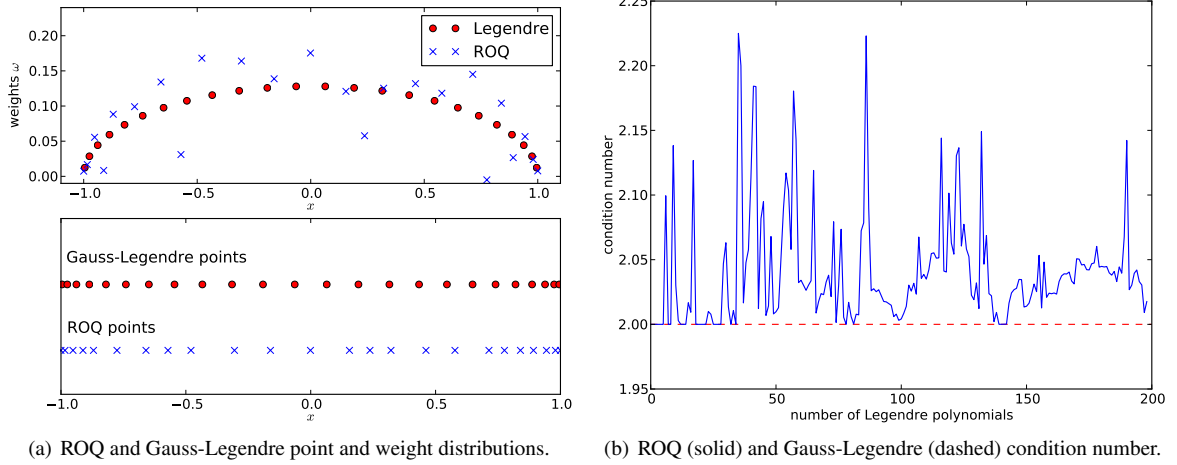 0.20
0.15
0.10
0.05
0.00
weights ω
Legendre
ROQ
−1.0
−0.5
0.0
0.5
1.0
x
Gauss-Legendre points
ROQ points
-1.0
-0.5
0.0
0.5
1.0
x
(a) ROQ and Gauss-Legendre point and weight distributions.
2.25
2.20
2.15
2.10
2.05
2.00
1.95
condition number
0
50
100
150
200
number of Legendre polynomials
(b) ROQ (solid) and Gauss-Legendre (dashed) condition number.